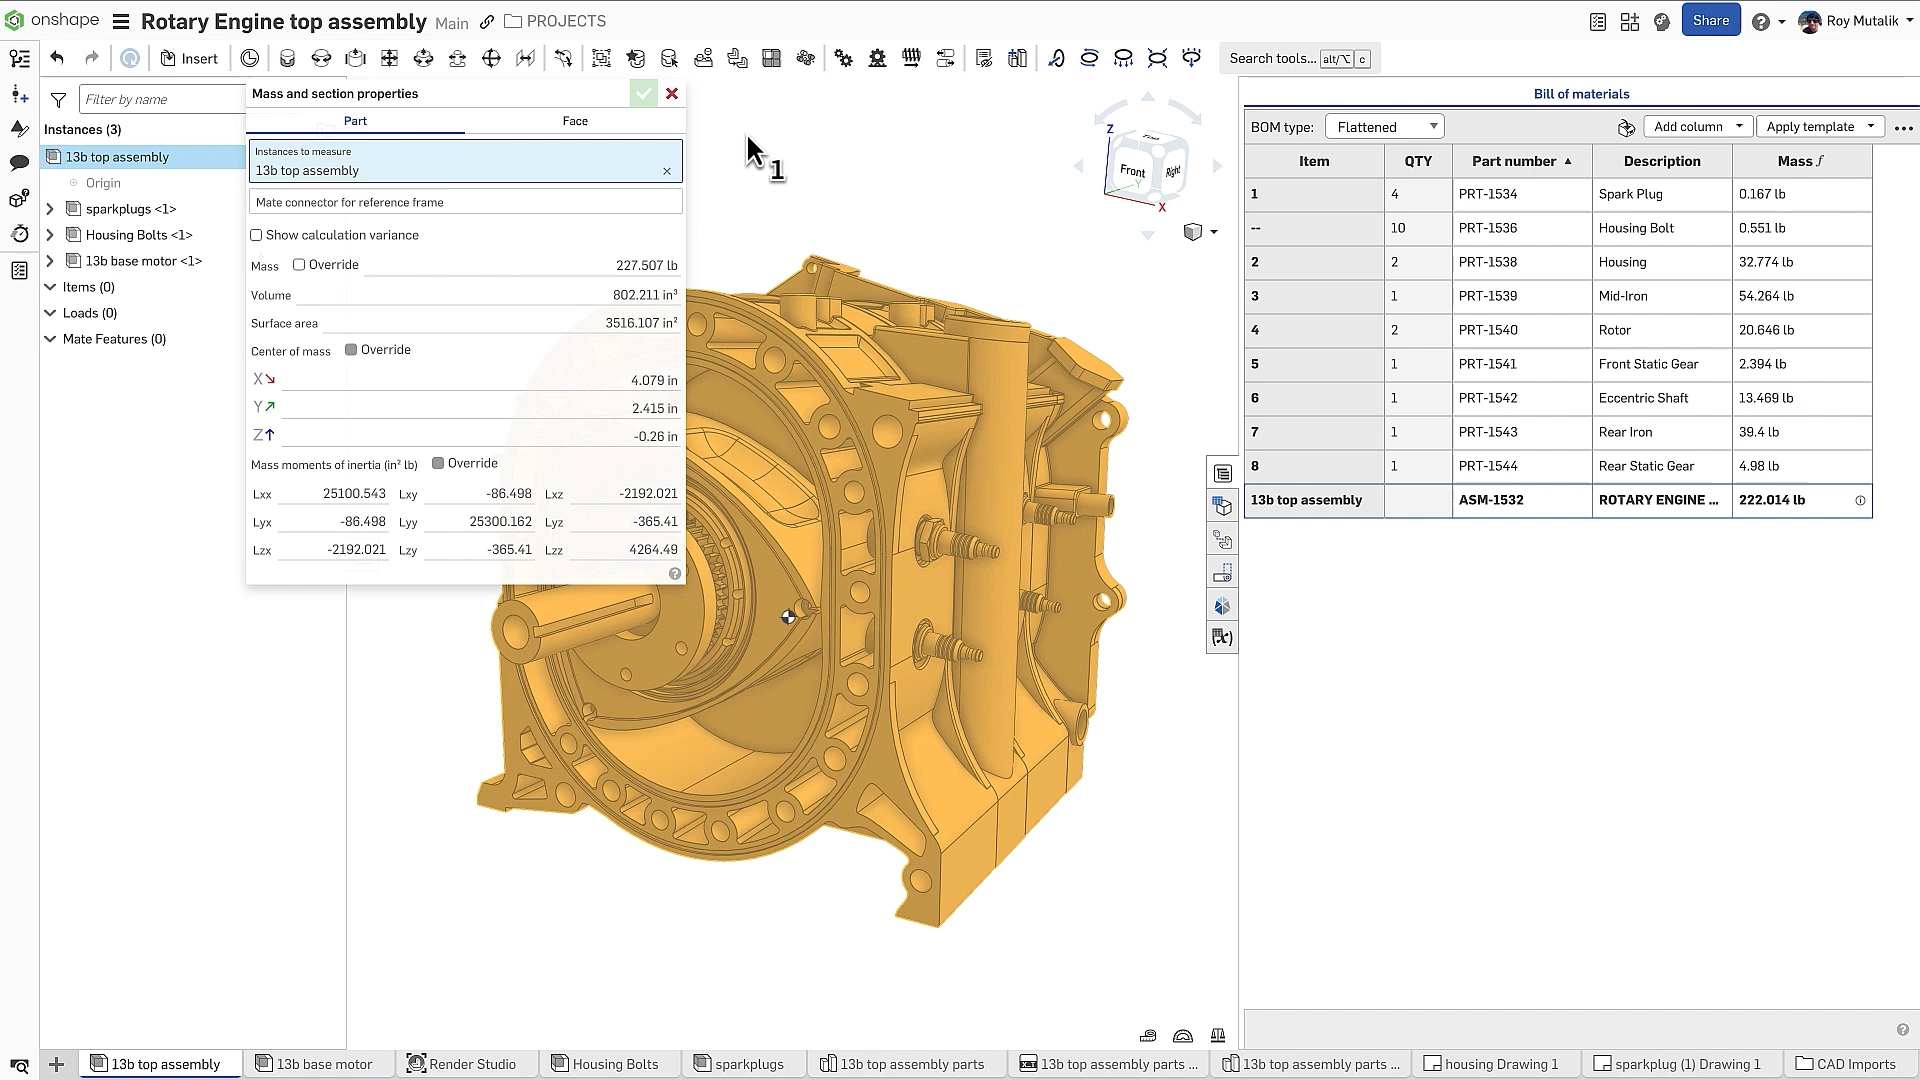 onshape Rotary Engine top assembly Main PROJECTS Share Roy Mutalik
Insert Search tools... alt/⌥ c
Filter by name
Instances (3)
13b top assembly
Origin
sparkplugs <1>
Housing Bolts <1>
13b base motor <1>
Items (0)
Loads (0)
Mate Features (0)
Mass and section properties
Part Face
Instances to measure
13b top assembly
Mate connector for reference frame
Show calculation variance
Mass Override 227.507 lb
Volume 802.211 in³
Surface area 3516.107 in²
Center of mass Override
X 4.079 in
Y 2.415 in
Z -0.26 in
Mass moments of inertia (in² lb) Override
Lxx 25100.543 Lxy -86.498 Lxz -2192.021
Lyx -86.498 Lyy 25300.162 Lyz -365.41
Lzx -2192.021 Lzy -365.41 Lzz 4264.49
1
Top
Front Right
Z
Y
X
Bill of materials
BOM type: Flattened Add column Apply template
Item QTY Part number Description Mass f
1 4 PRT-1534 Spark Plug 0.167 lb
-- 10 PRT-1536 Housing Bolt 0.551 lb
2 2 PRT-1538 Housing 32.774 lb
3 1 PRT-1539 Mid-Iron 54.264 lb
4 2 PRT-1540 Rotor 20.646 lb
5 1 PRT-1541 Front Static Gear 2.394 lb
6 1 PRT-1542 Eccentric Shaft 13.469 lb
7 1 PRT-1543 Rear Iron 39.4 lb
8 1 PRT-1544 Rear Static Gear 4.98 lb
13b top assembly ASM-1532 ROTARY ENGINE ... 222.014 lb
(x)
13b top assembly 13b base motor Render Studio Housing Bolts sparkplugs 13b top assembly parts 13b top assembly parts ... 13b top assembly parts ... housing Drawing 1 sparkplug (1) Drawing 1 CAD Imports